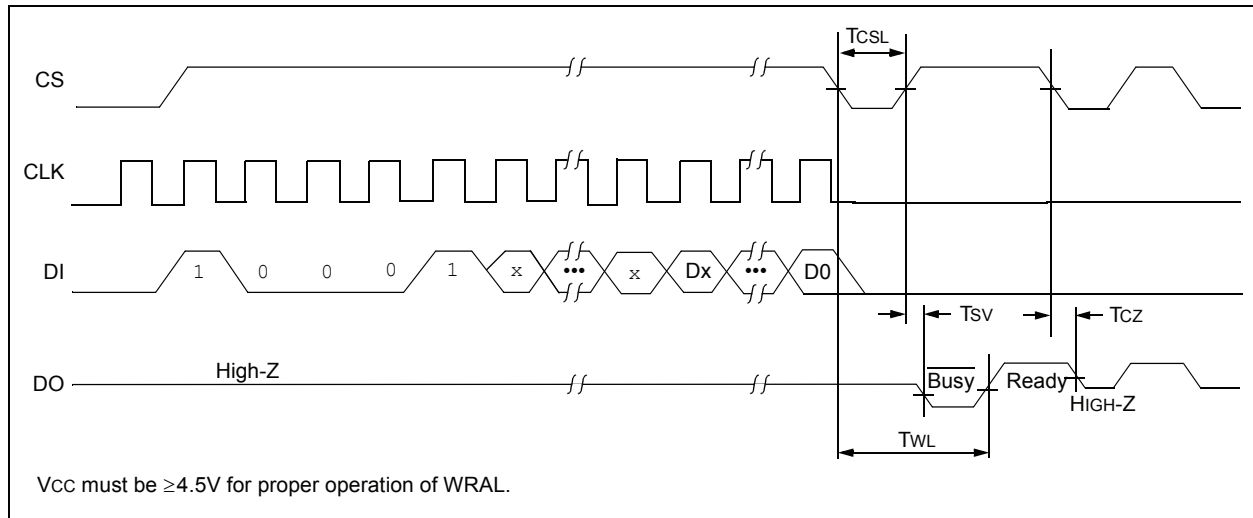 TCSL
CS
CLK
DI 1 0 0 0 1 x ••• x Dx ••• D0
TSV TCZ
High-Z
DO Busy Ready
HIGH-Z
TWL
VCC must be ≥4.5V for proper operation of WRAL.